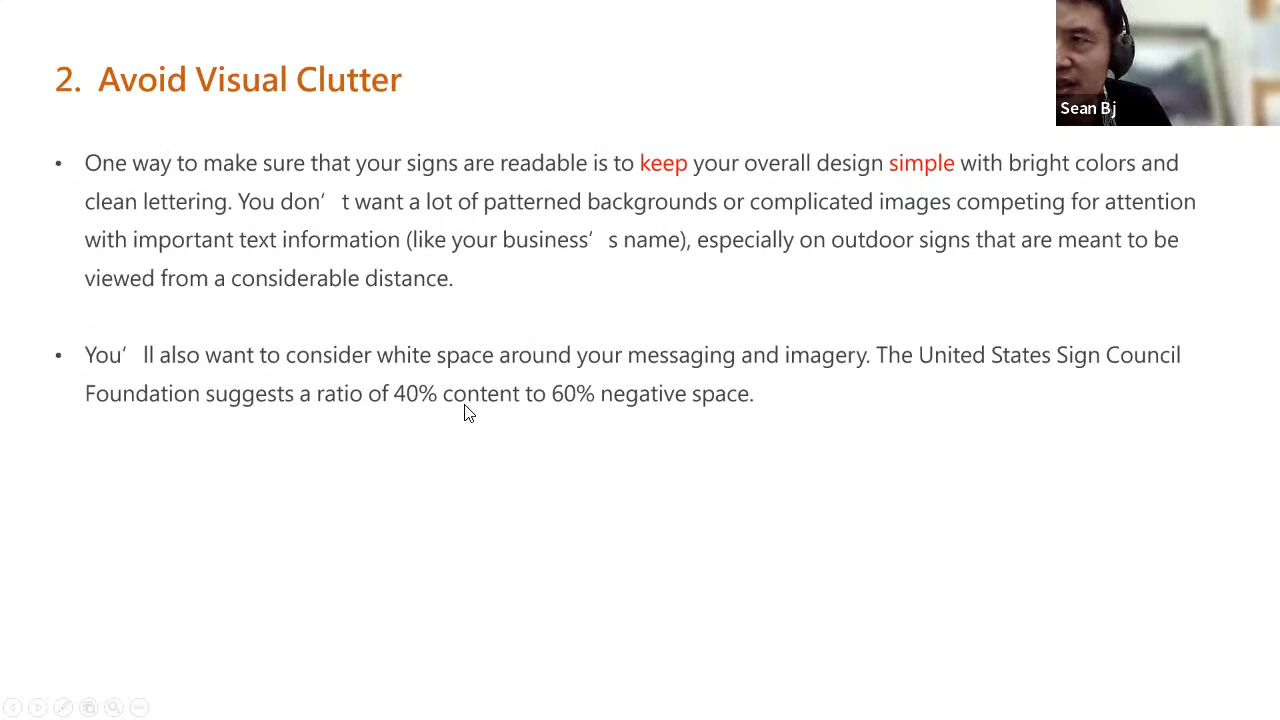 2. Avoid Visual Clutter
Sean Bj
• One way to make sure that your signs are readable is to keep your overall design simple with bright colors and
clean lettering. You don’ t want a lot of patterned backgrounds or complicated images competing for attention
with important text information (like your business’ s name), especially on outdoor signs that are meant to be
viewed from a considerable distance.
• You’ ll also want to consider white space around your messaging and imagery. The United States Sign Council
Foundation suggests a ratio of 40% content to 60% negative space.